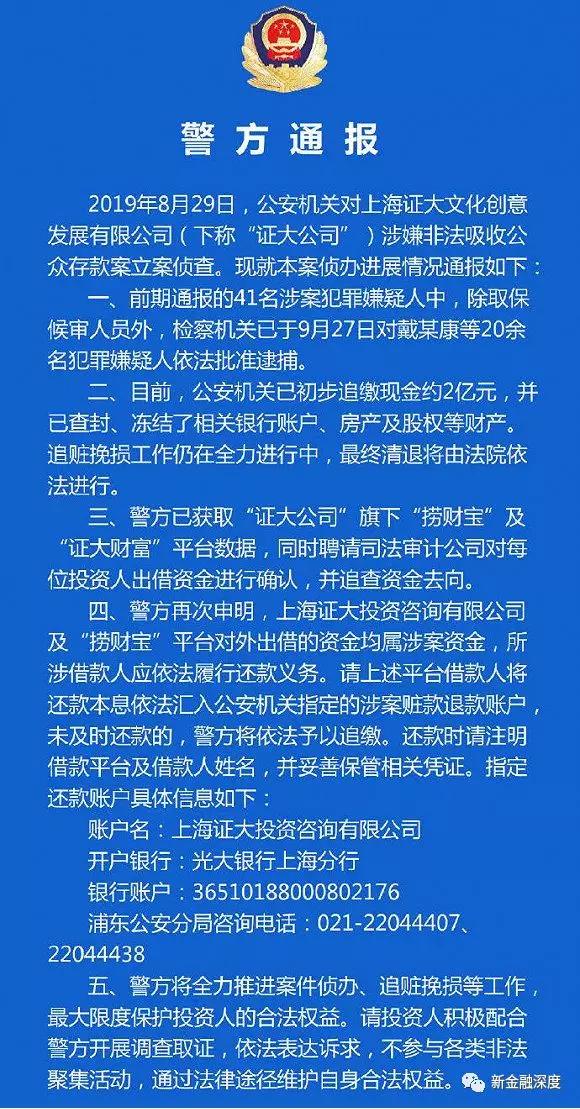 警方通报
2019年8月29日，公安机关对上海证大文化创意
发展有限公司（下称“证大公司”）涉嫌非法吸收公
众存款案立案侦查。现就本案侦办进展情况通报如下：
一、前期通报的41名涉案犯罪嫌疑人中，除取保
候审人员外，检察机关已于9月27日对戴某康等20余
名犯罪嫌疑人依法批准逮捕。
二、目前，公安机关已初步追缴现金约2亿元，并
已查封、冻结了相关银行账户、房产及股权等财产。
追赃挽损工作仍在全力进行中，最终清退将由法院依
法进行。
三、警方已获取“证大公司”旗下“捞财宝”及
“证大财富”平台数据，同时聘请司法审计公司对每
位投资人出借资金进行确认，并追查资金去向。
四、警方再次申明，上海证大投资咨询有限公司
及“捞财宝”平台对外出借的资金均属涉案资金，所
涉借款人应依法履行还款义务。请上述平台借款人将
还款本息依法汇入公安机关指定的涉案赃款退款账户，
未及时还款的，警方将依法予以追缴。还款时请注明
借款平台及借款人姓名，并妥善保管相关凭证。指定
还款账户具体信息如下：
账户名：上海证大投资咨询有限公司
开户银行：光大银行上海分行
银行账户：36510188000802176
浦东公安分局咨询电话：021-22044407、
22044438
五、警方将全力推进案件侦办、追赃挽损等工作，
最大限度保护投资人的合法权益。请投资人积极配合
警方开展调查取证，依法表达诉求，不参与各类非法
聚集活动，通过法律途径维护自身合法权益。
新金融深度